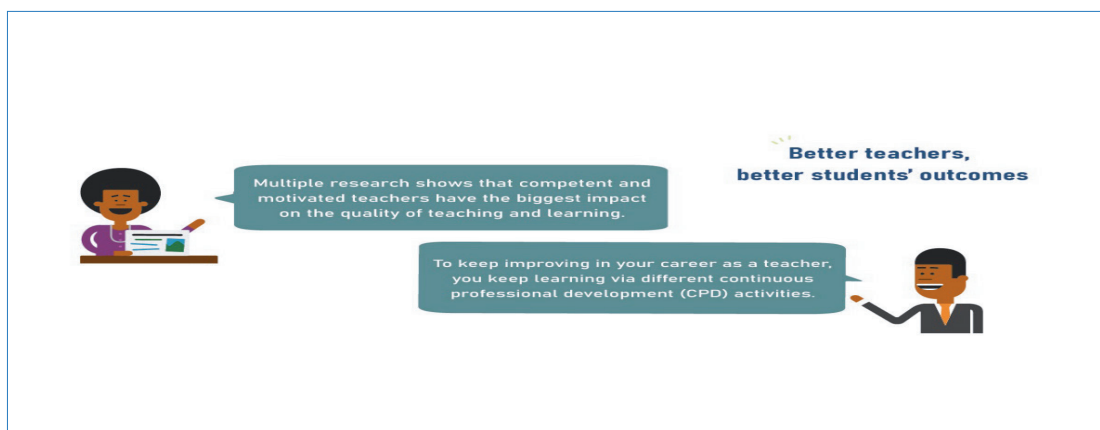 Better teachers,
better students' outcomes
Multiple research shows that competent and
motivated teachers have the biggest impact
on the quality of teaching and learning.
To keep improving in your career as a teacher,
you keep learning via different continuous
professional development (CPD) activities.